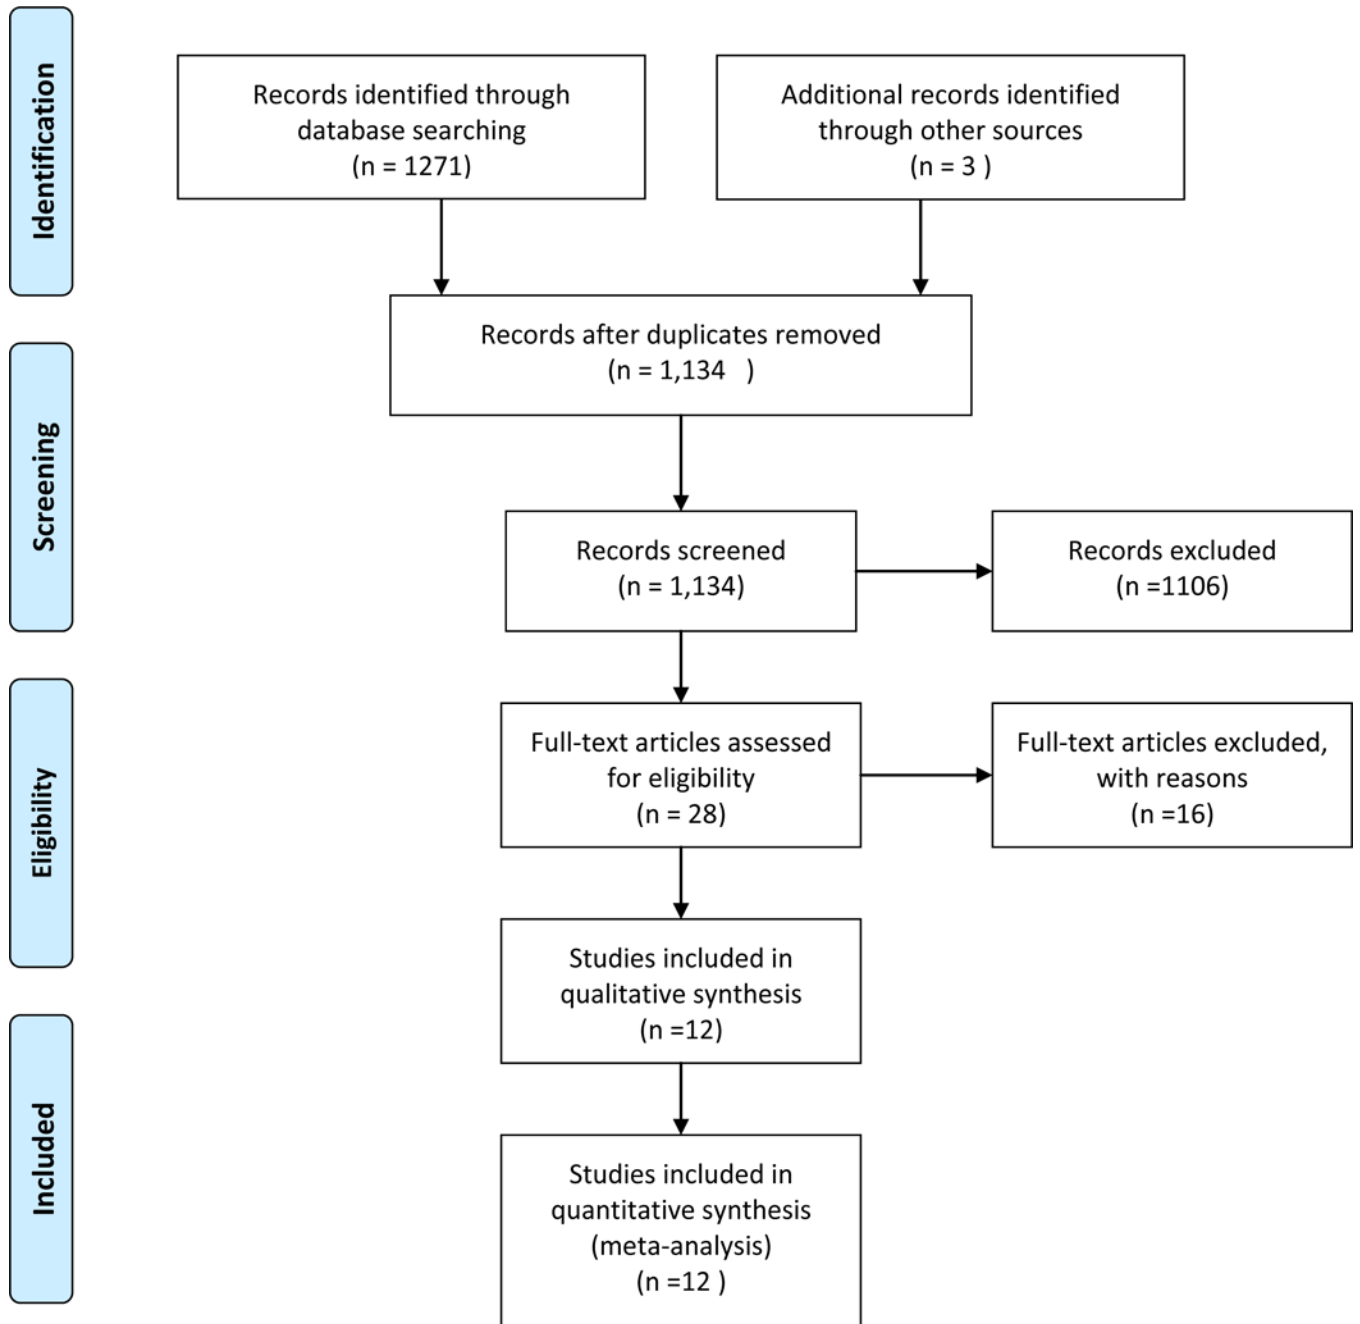 Identification
Records identified through
database searching
(n = 1271)
Additional records identified
through other sources
(n = 3 )
Records after duplicates removed
(n = 1,134 )
Screening
Records screened
(n = 1,134)
Records excluded
(n =1106)
Eligibility
Full-text articles assessed
for eligibility
(n = 28)
Full-text articles excluded,
with reasons
(n =16)
Studies included in
qualitative synthesis
(n =12)
Included
Studies included in
quantitative synthesis
(meta-analysis)
(n =12 )